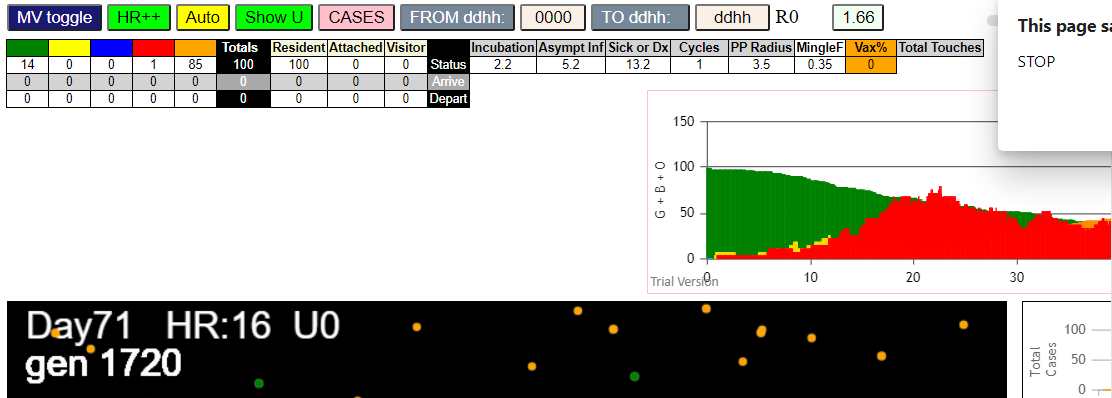 MV toggle HR++ Auto Show U CASES FROM ddhh: 0000 TO ddhh: ddhh R0 1.66
This page sa
STOP
Totals Resident Attached Visitor Incubation Asympt Inf Sick or Dx Cycles PP Radius MingleF Vax% Total Touches
14 0 0 1 85 100 100 0 0 Status 2.2 5.2 13.2 1 3.5 0.35 0
0 0 0 0 0 0 0 0 0 Arrive
0 0 0 0 0 0 0 0 0 Depart
G + B + O
150
100
50
0
0 10 20 30
Trial Version
Day71 HR:16 U0
gen 1720
Total
Cases
100
50
0